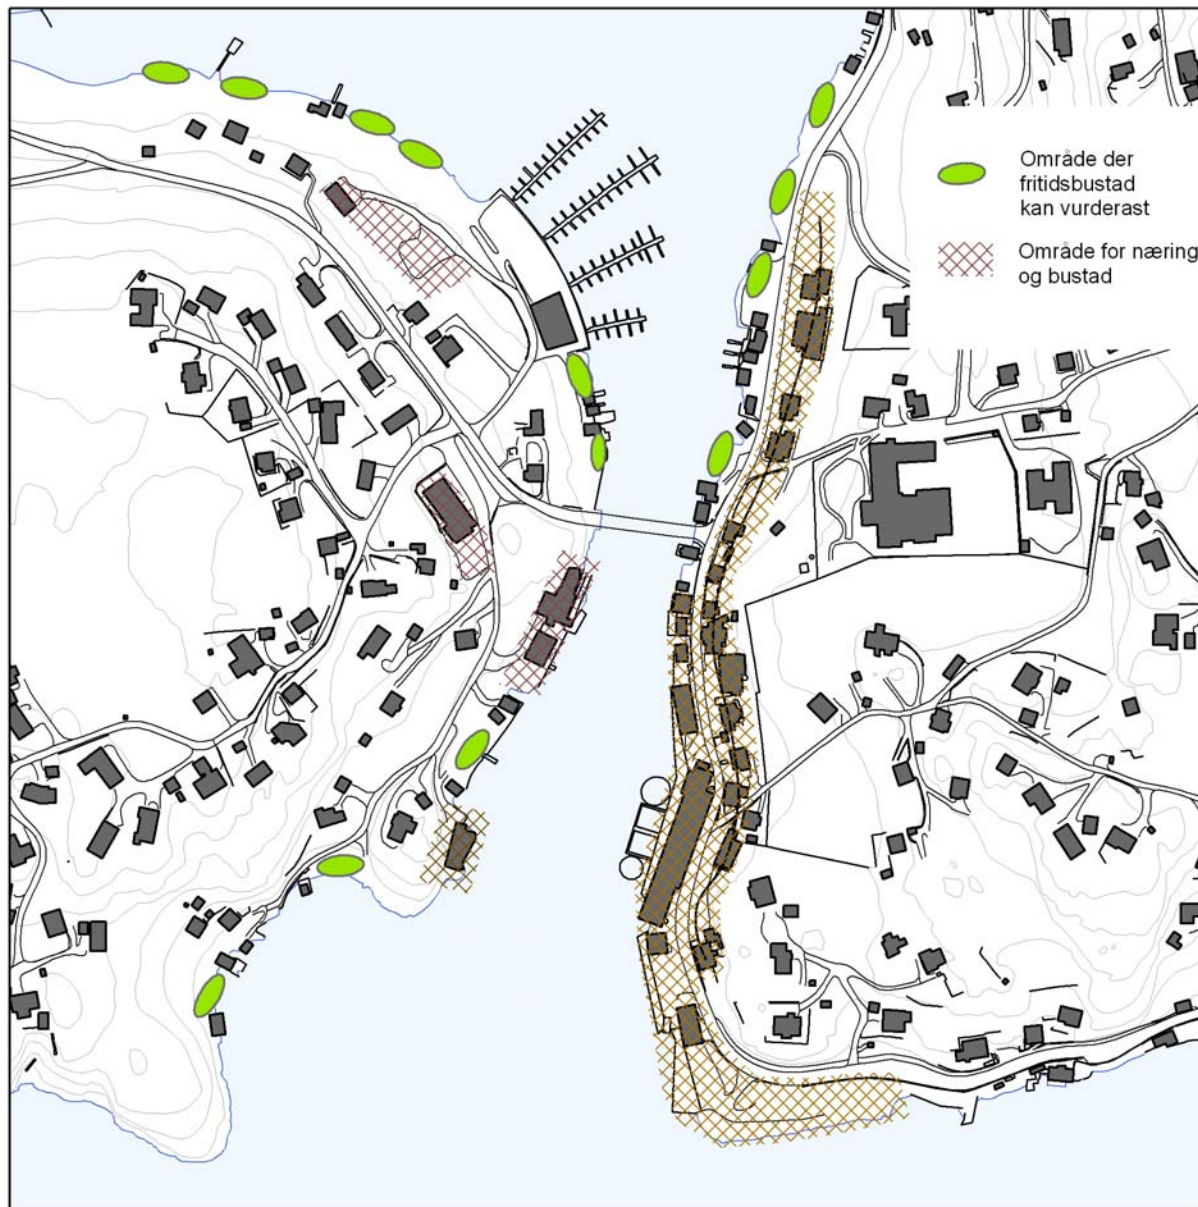 Område der
fritidsbustad
kan vurderast
Område for næring
og bustad